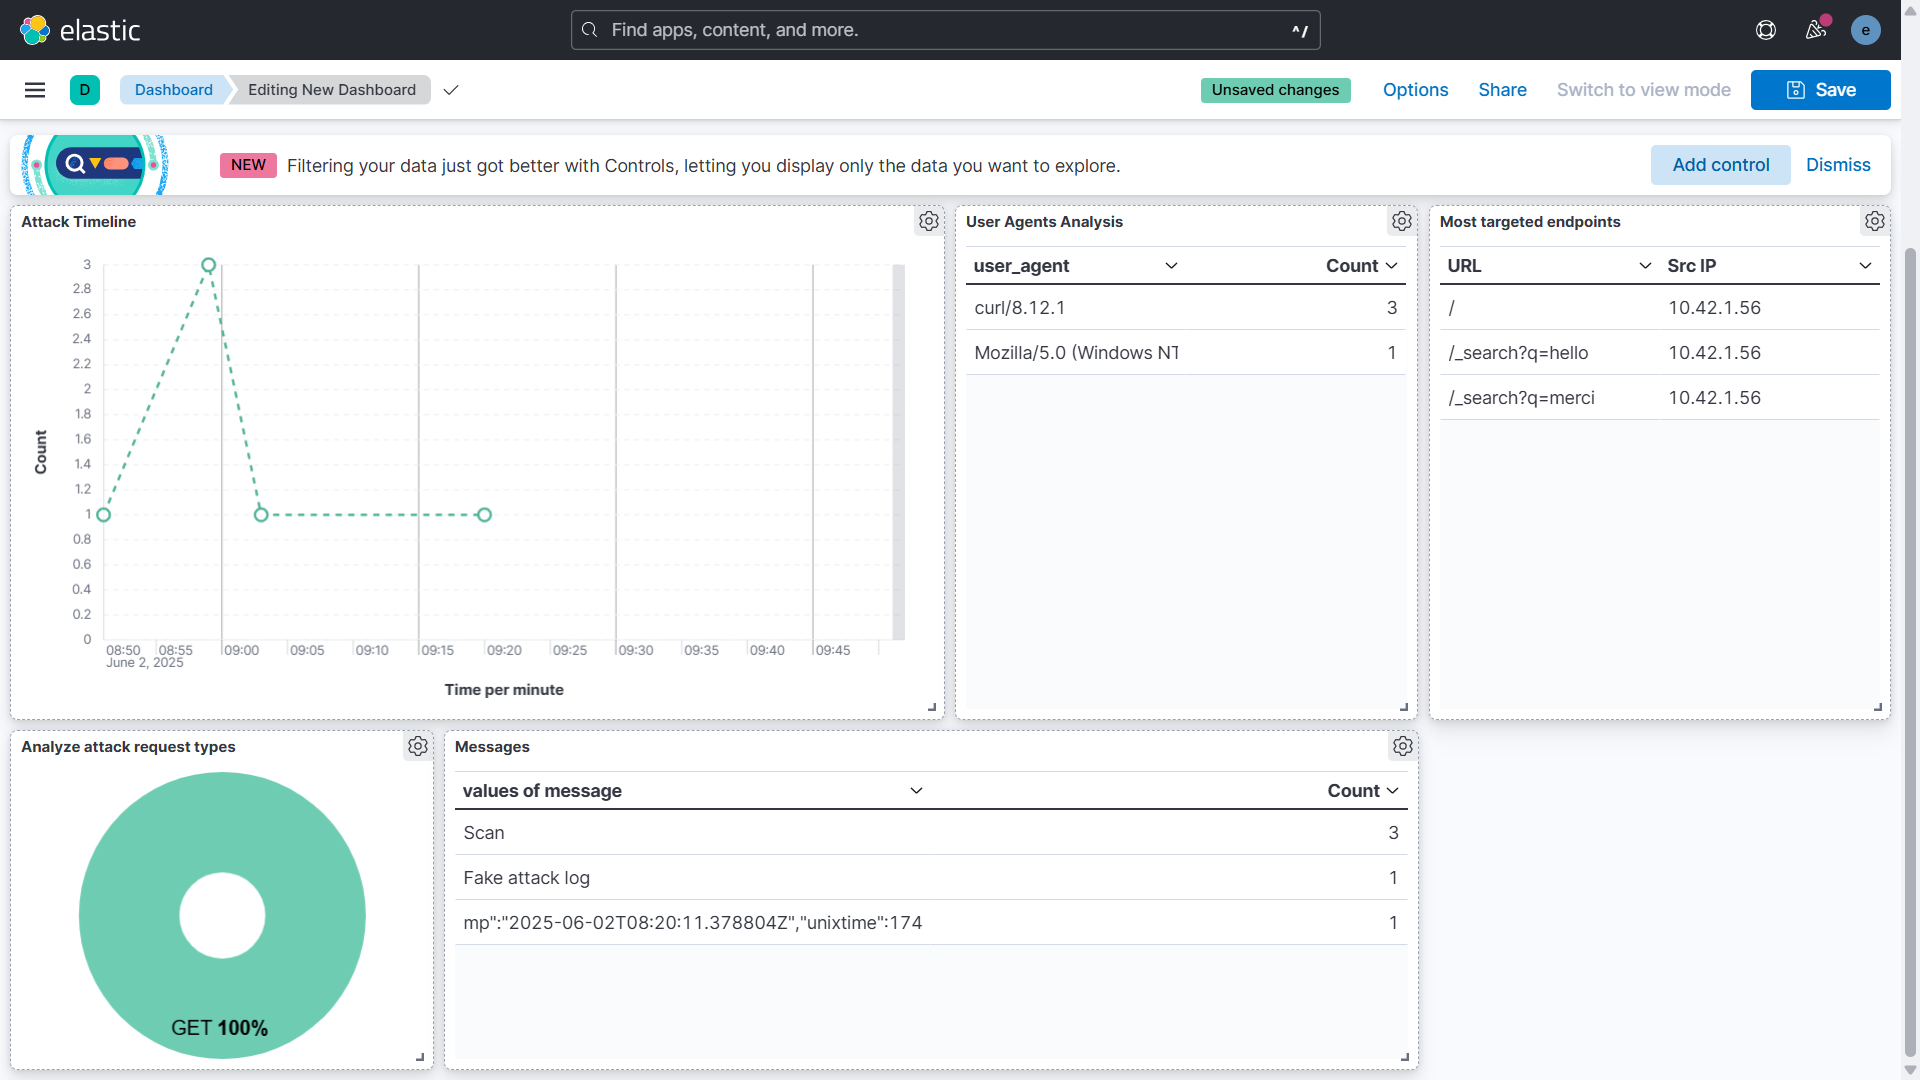 elastic
Find apps, content, and more.
^/
e
D
Dashboard
Editing New Dashboard
Unsaved changes
Options
Share
Switch to view mode
Save
NEW
Filtering your data just got better with Controls, letting you display only the data you want to explore.
Add control
Dismiss
Attack Timeline
3
2.8
2.6
2.4
2.2
2
1.8
1.6
1.4
1.2
1
0.8
0.6
0.4
0.2
0
Count
08:50 08:55 09:00 09:05 09:10 09:15 09:20 09:25 09:30 09:35 09:40 09:45
June 2, 2025
Time per minute
User Agents Analysis
user_agent Count
curl/8.12.1 3
Mozilla/5.0 (Windows NT 1
Most targeted endpoints
URL Src IP
/ 10.42.1.56
/_search?q=hello 10.42.1.56
/_search?q=merci 10.42.1.56
Analyze attack request types
GET 100%
Messages
values of message Count
Scan 3
Fake attack log 1
mp":"2025-06-02T08:20:11.378804Z","unixtime":174 1